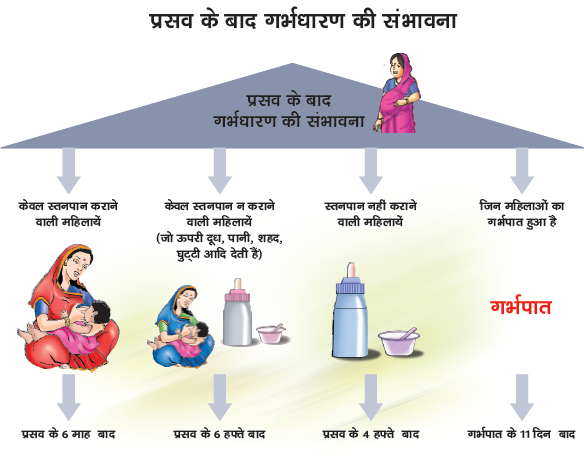 प्रसव के बाद गर्भधारण की संभावना
प्रसव के बाद
गर्भधारण की संभावना
केवल स्तनपान कराने
वाली महिलायें
केवल स्तनपान न कराने
वाली महिलायें
(जो ऊपरी दूध, पानी, शहद,
घुट्टी आदि देती हैं)
स्तनपान नही कराने
वाली महिलायें
जिन महिलाओं का
गर्भपात हुआ है
गर्भपात
प्रसव के 6 माह बाद
प्रसव के 6 हफ्ते बाद
प्रसव के 4 हफ्ते बाद
गर्भपात के 11 दिन बाद